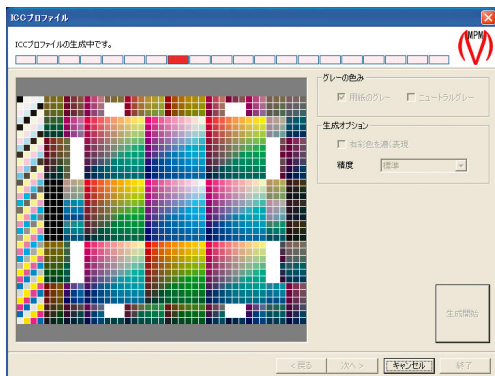 ICCプロファイル
ICCプロファイルの生成中です。
MPM
グレーの色み
用紙のグレー ニュートラルグレー
生成オプション
有彩色を濃く表現
精度 標準
生成開始
< 戻る 次へ > キャンセル 終了